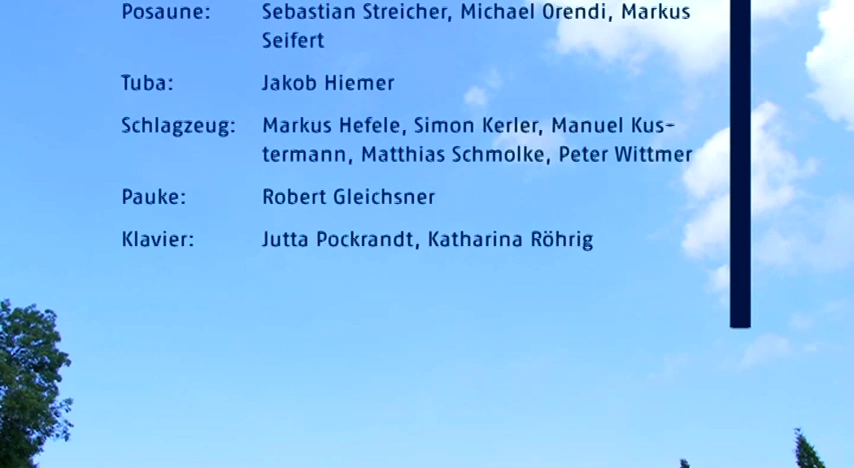 Posaune: Sebastian Streicher, Michael Orendi, Markus
Seifert
Tuba: Jakob Hiemer
Schlagzeug: Markus Hefele, Simon Kerler, Manuel Kus-
termann, Matthias Schmolke, Peter Wittmer
Pauke: Robert Gleichsner
Klavier: Jutta Pockrandt, Katharina Röhrig